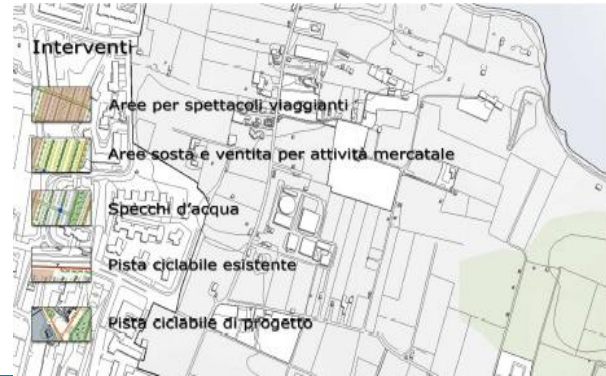 Interventi
Aree per spettacoli viaggianti
Aree sosta e ventita per attività mercatale
Specchi d'acqua
Pista ciclabile esistente
Pista ciclabile di progetto